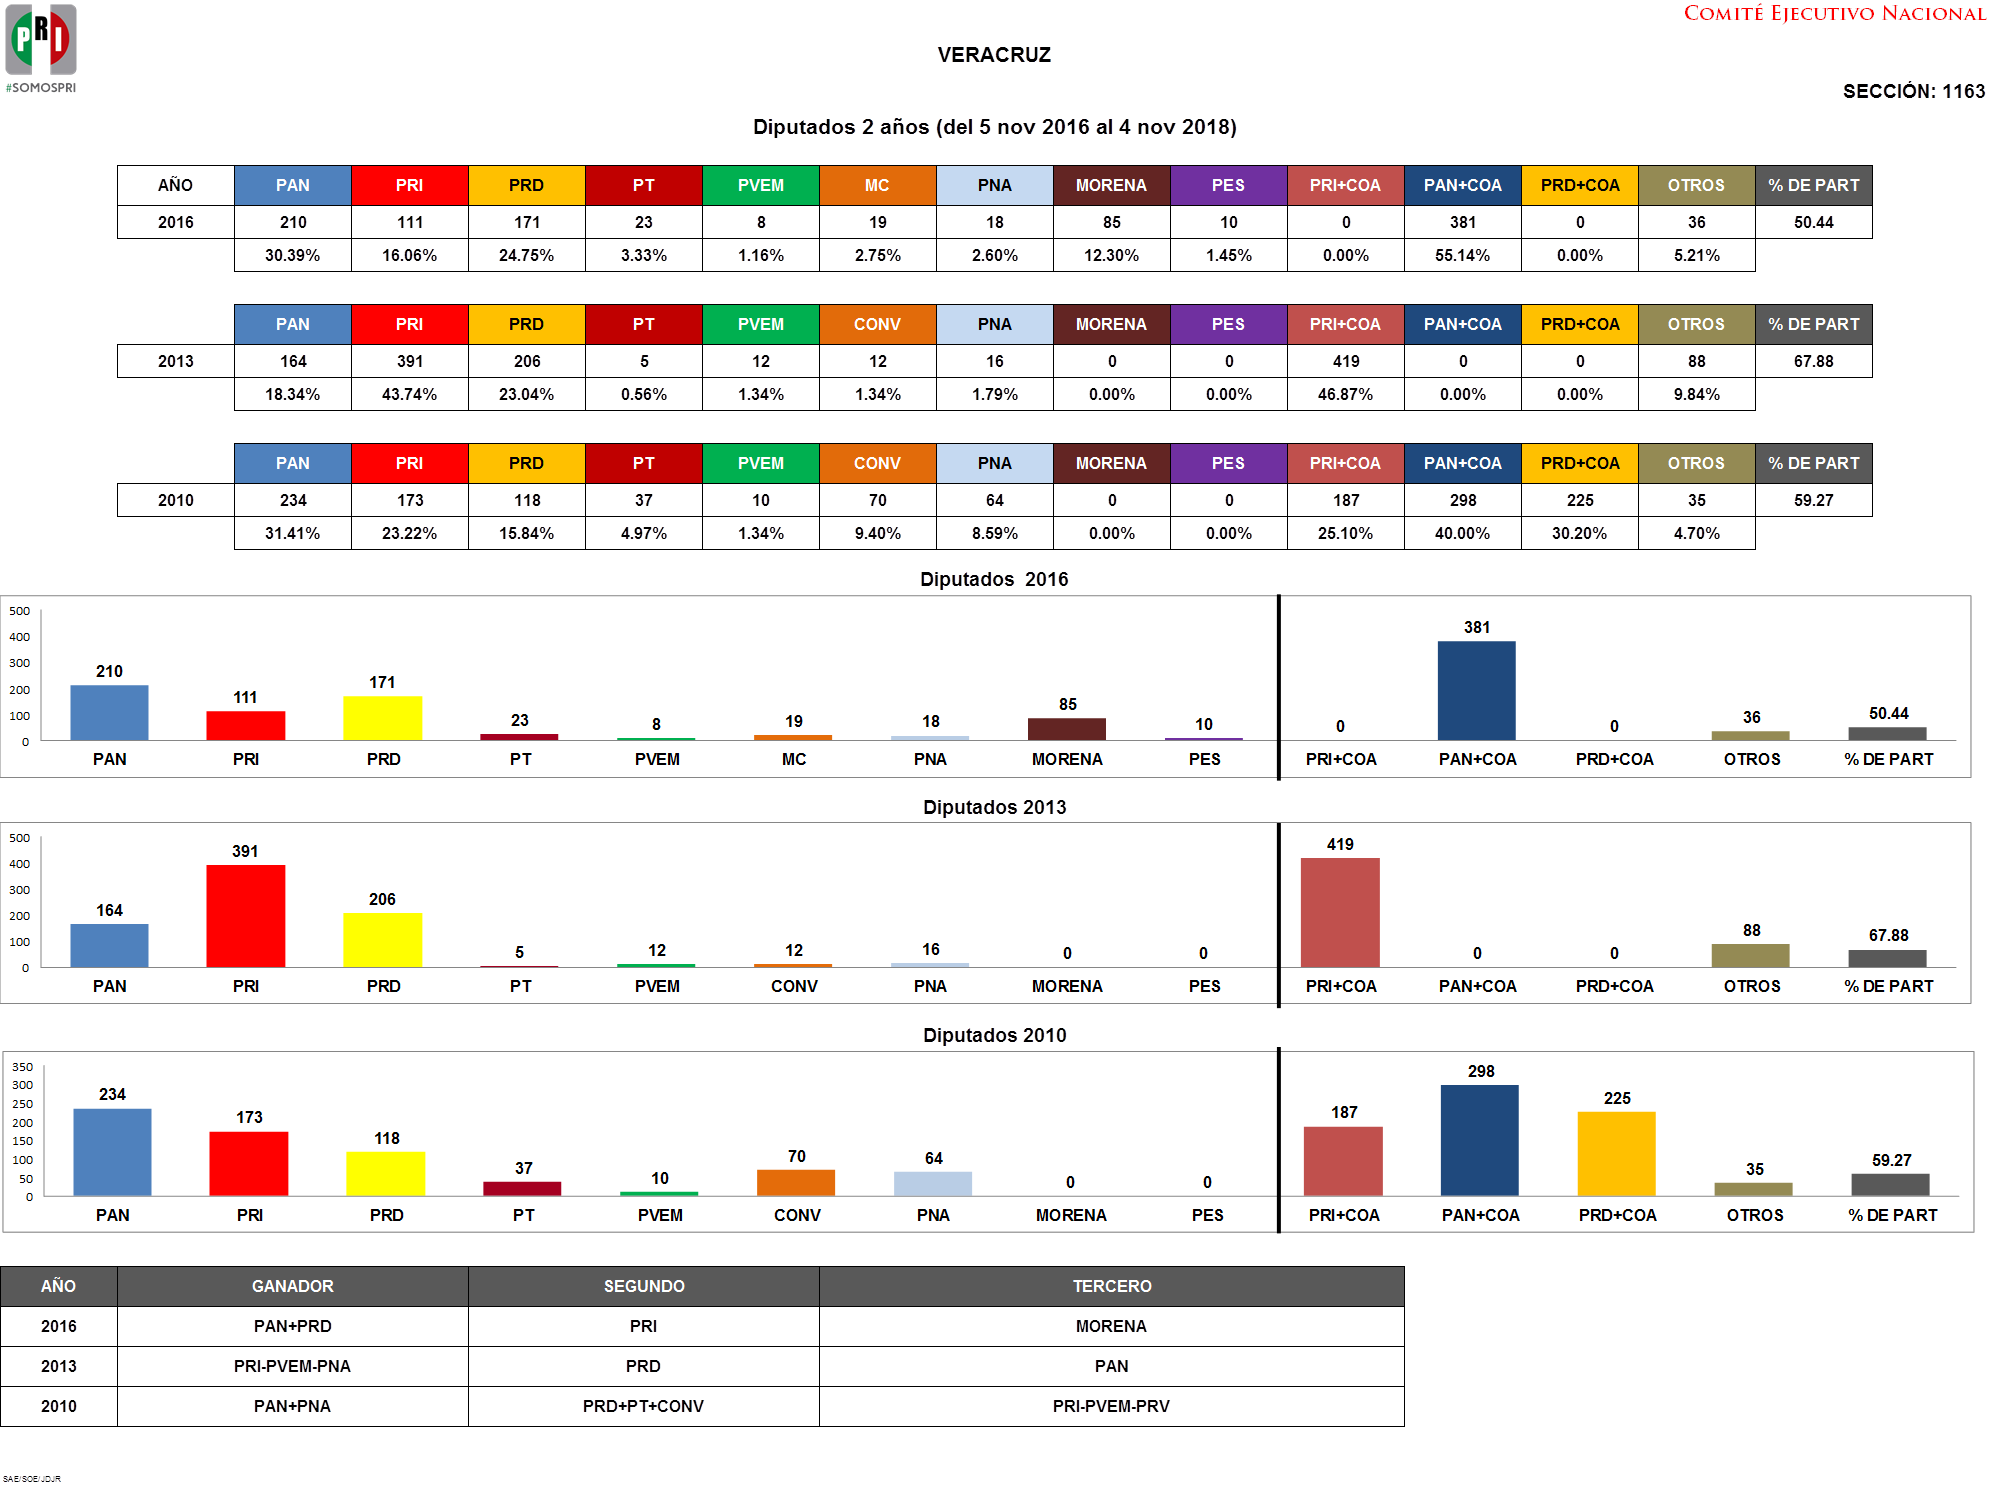 COMITÉ EJECUTIVO NACIONAL
PRI
#SOMOSPRI
VERACRUZ
SECCIÓN: 1163
Diputados 2 años (del 5 nov 2016 al 4 nov 2018)
AÑO PAN PRI PRD PT PVEM MC PNA MORENA PES PRI+COA PAN+COA PRD+COA OTROS % DE PART
2016 210 111 171 23 8 19 18 85 10 0 381 0 36 50.44
30.39% 16.06% 24.75% 3.33% 1.16% 2.75% 2.60% 12.30% 1.45% 0.00% 55.14% 0.00% 5.21%
PAN PRI PRD PT PVEM CONV PNA MORENA PES PRI+COA PAN+COA PRD+COA OTROS % DE PART
2013 164 391 206 5 12 12 16 0 0 419 0 0 88 67.88
18.34% 43.74% 23.04% 0.56% 1.34% 1.34% 1.79% 0.00% 0.00% 46.87% 0.00% 0.00% 9.84%
PAN PRI PRD PT PVEM CONV PNA MORENA PES PRI+COA PAN+COA PRD+COA OTROS % DE PART
2010 234 173 118 37 10 70 64 0 0 187 298 225 35 59.27
31.41% 23.22% 15.84% 4.97% 1.34% 9.40% 8.59% 0.00% 0.00% 25.10% 40.00% 30.20% 4.70%
Diputados 2016
500
400
300
200
100
0
210 111 171 23 8 19 18 85 10 0 381 0 36 50.44
PAN PRI PRD PT PVEM MC PNA MORENA PES PRI+COA PAN+COA PRD+COA OTROS % DE PART
Diputados 2013
500
400
300
200
100
0
164 391 206 5 12 12 16 0 0 419 0 0 88 67.88
PAN PRI PRD PT PVEM CONV PNA MORENA PES PRI+COA PAN+COA PRD+COA OTROS % DE PART
Diputados 2010
350
300
250
200
150
100
50
0
234 173 118 37 10 70 64 0 0 187 298 225 35 59.27
PAN PRI PRD PT PVEM CONV PNA MORENA PES PRI+COA PAN+COA PRD+COA OTROS % DE PART
AÑO GANADOR SEGUNDO TERCERO
2016 PAN+PRD PRI MORENA
2013 PRI-PVEM-PNA PRD PAN
2010 PAN+PNA PRD+PT+CONV PRI-PVEM-PRV
SAE/SOE/JDJR